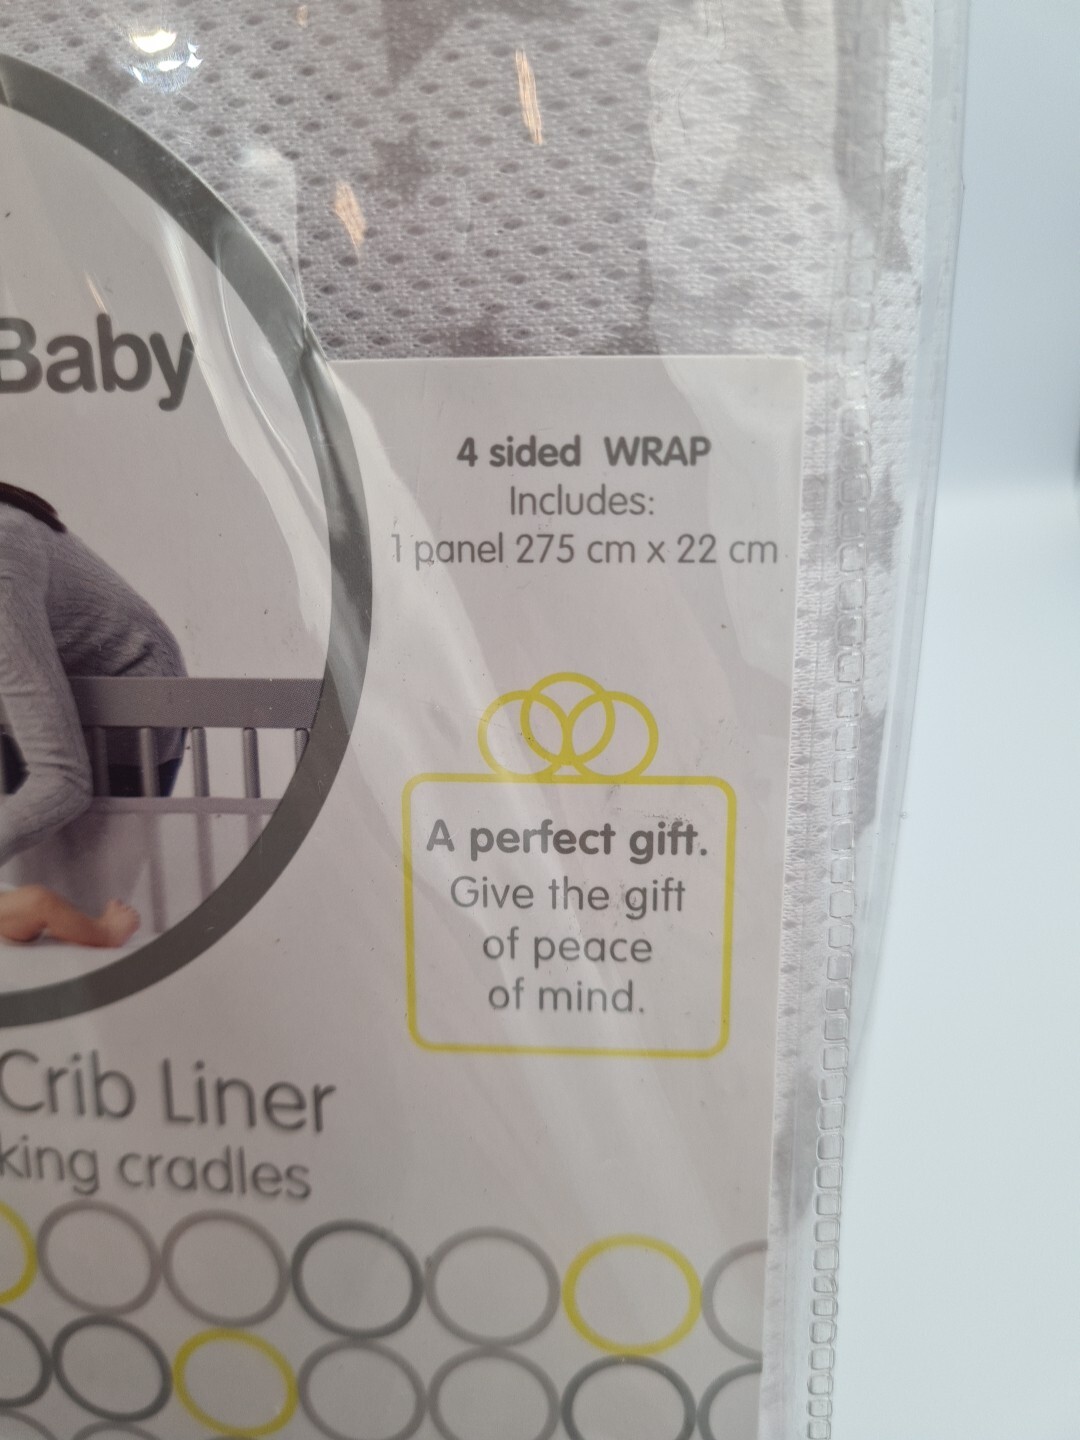 Baby
4 sided WRAP
Includes:
1 panel 275 cm x 22 cm
A perfect gift.
Give the gift
of peace
of mind.
Crib Liner
king cradles